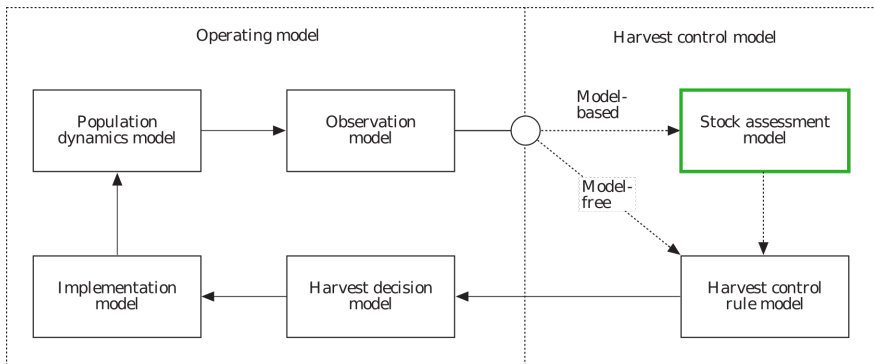 Operating model
Harvest control model
Population
dynamics model
Observation
model
Model-
based
Stock assessment
model
Model-
free
Implementation
model
Harvest decision
model
Harvest control
rule model